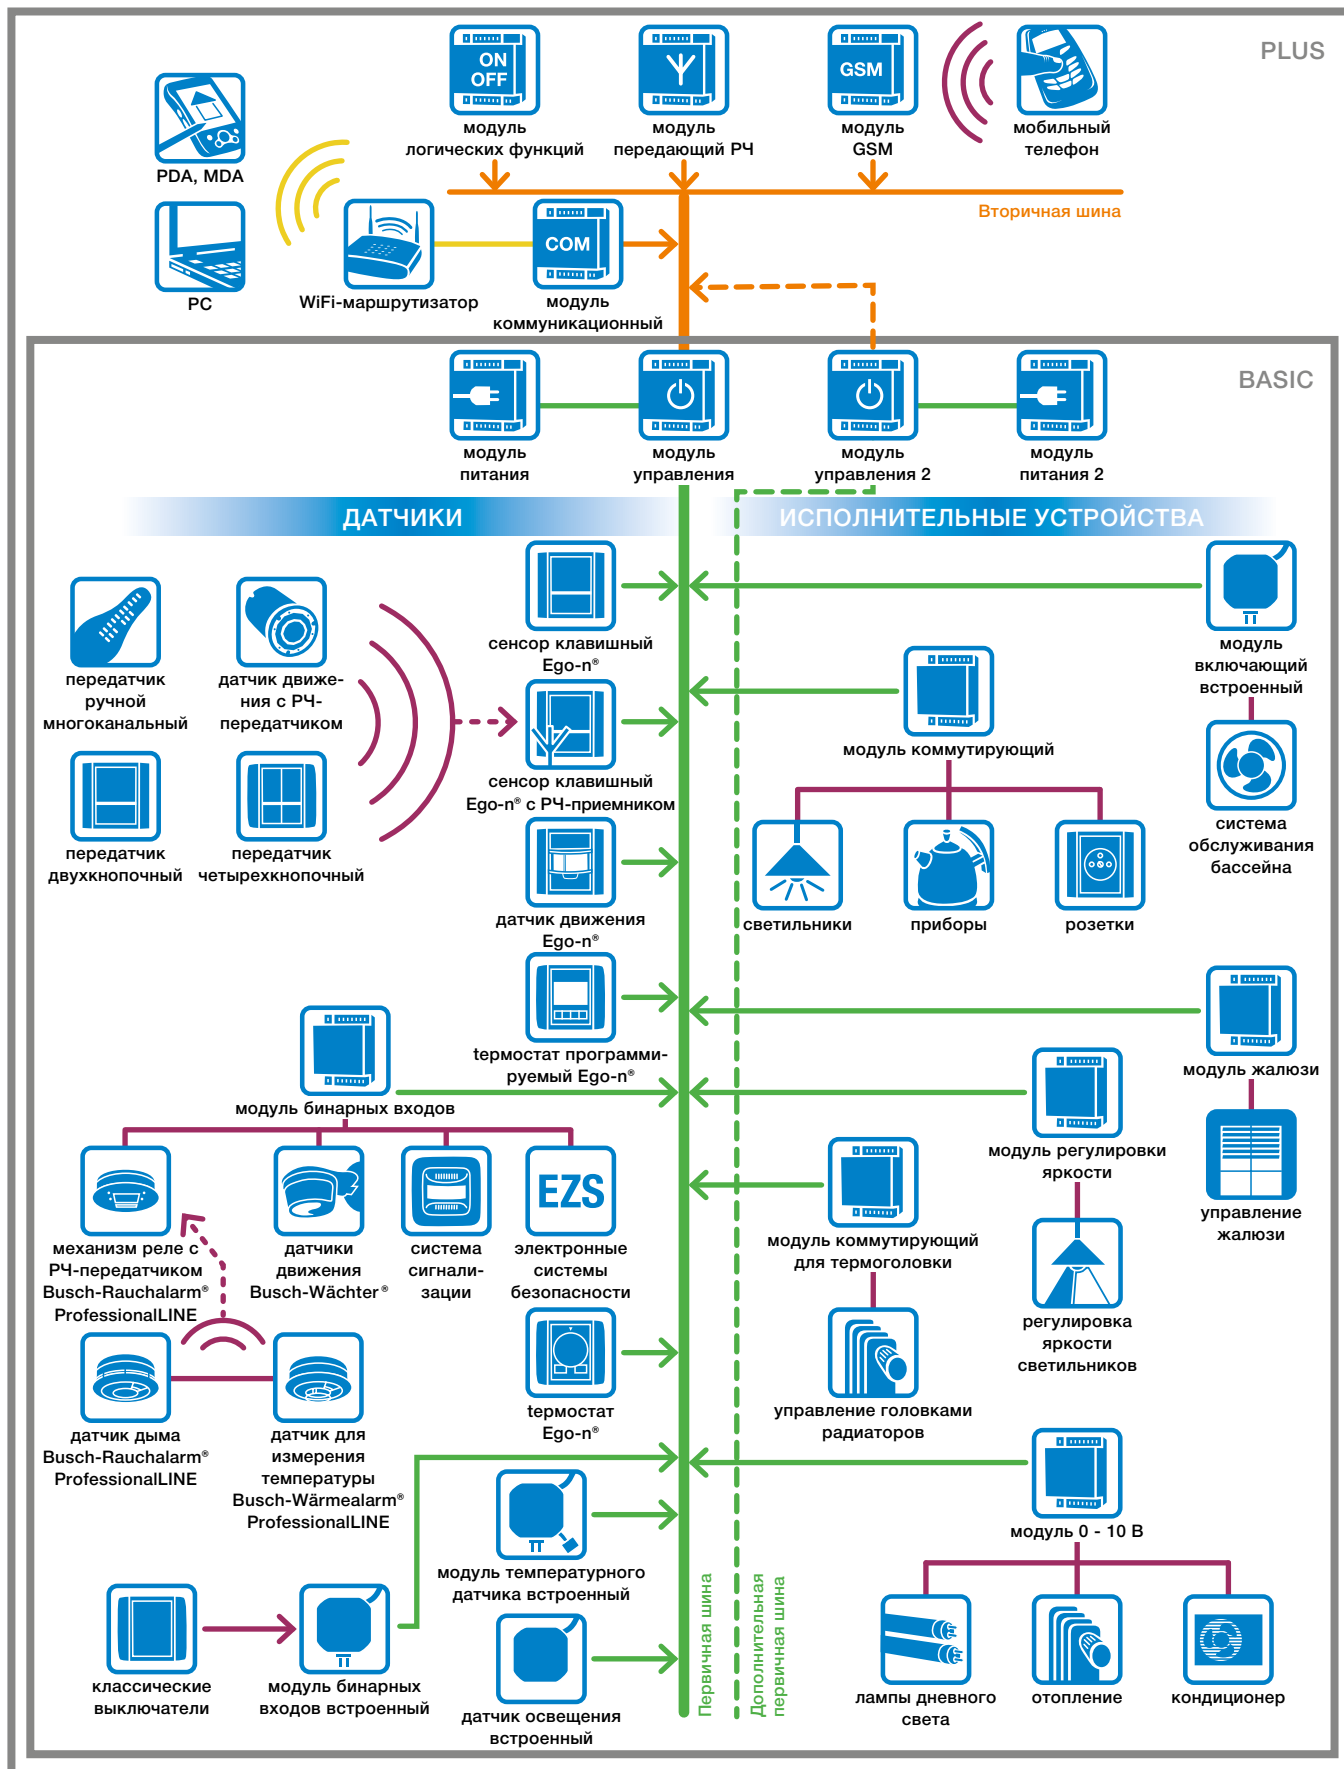 PLUS
ON
OFF
GSM
модуль
логических функций
модуль
передающий РЧ
модуль
GSM
мобильный
телефон
PDA, MDA
Вторичная шина
COM
PC
WiFi-маршрутизатор
модуль
коммуникационный
BASIC
модуль
питания
модуль
управления
модуль
управления 2
модуль
питания 2
ДАТЧИКИ
ИСПОЛНИТЕЛЬНЫЕ УСТРОЙСТВА
сенсор клавишный
Ego-n®
модуль
включающий
встроенный
передатчик
ручной
многоканальный
датчик движе-
ния с РЧ-
передатчиком
модуль коммутирующий
сенсор клавишный
Ego-n® с РЧ-приемником
система
обслуживания
бассейна
передатчик
двухкнопочный
передатчик
четырехкнопочный
датчик движения
Ego-n®
светильники
приборы
розетки
tермостат программи-
руемый Ego-n®
модуль жалюзи
модуль бинарных входов
модуль регулировки
яркости
EZS
управление
жалюзи
механизм реле с
РЧ-передатчиком
Busch-Rauchalarm®
ProfessionalLINE
датчики
движения
Busch-Wächter®
система
сигнали-
зации
электронные
системы
безопасности
модуль коммутирующий
для термоголовки
регулировка
яркости
светильников
tермостат
Ego-n®
управление головками
радиаторов
датчик дыма
Busch-Rauchalarm®
ProfessionalLINE
датчик для
измерения
температуры
Busch-Wärmealarm®
ProfessionalLINE
модуль 0 - 10 В
модуль температурного
датчика встроенный
Первичная шина
Дополнительная
первичная шина
классические
выключатели
модуль бинарных
входов встроенный
датчик освещения
встроенный
лампы дневного
света
отопление
кондиционер